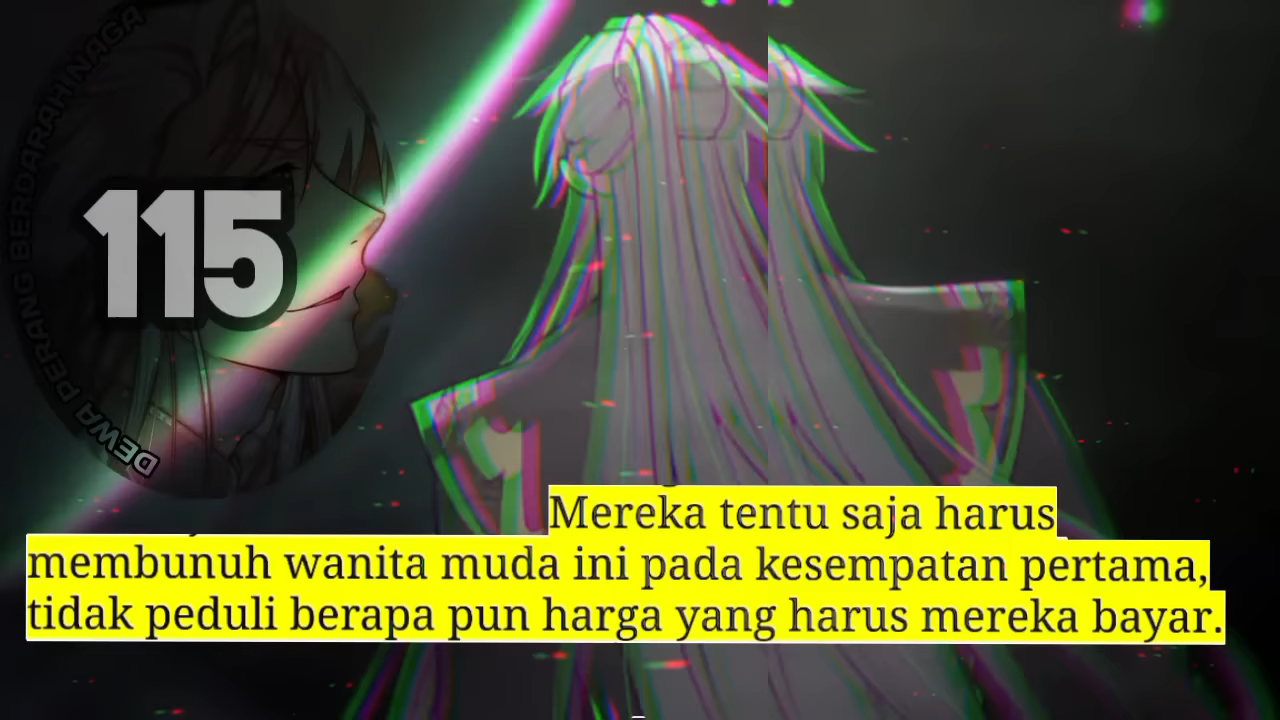 DEWA PERANG BERDARAH NAGA
115
Mereka tentu saja harus
membunuh wanita muda ini pada kesempatan pertama,
tidak peduli berapa pun harga yang harus mereka bayar.